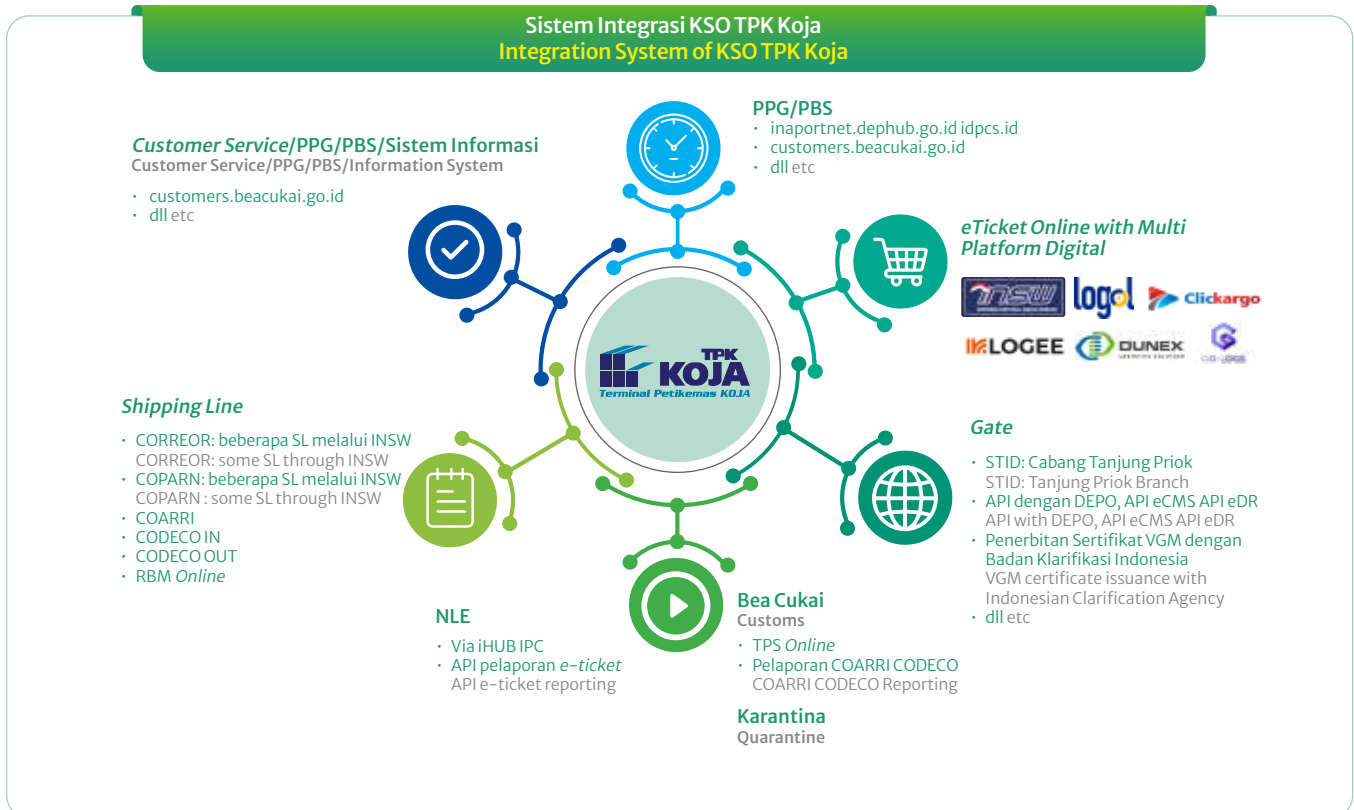 Sistem Integrasi KSO TPK Koja
Integration System of KSO TPK Koja
Customer Service/PPG/PBS/Sistem Informasi
Customer Service/PPG/PBS/Information System
· customers.beacukai.go.id
· dll etc
PPG/PBS
· inaportnet.dephub.go.id idpcs.id
· customers.beacukai.go.id
· dll etc
eTicket Online with Multi
Platform Digital
INSW
logol
Clickargo
LOGEE
DUNEX
TPK
KOJA
Terminal Petikemas KOJA
Shipping Line
· CORREOR: beberapa SL melalui INSW
CORREOR: some SL through INSW
· COPARN: beberapa SL melalui INSW
COPARN : some SL through INSW
· COARRI
· CODECO IN
· CODECO OUT
· RBM Online
Gate
· STID: Cabang Tanjung Priok
STID: Tanjung Priok Branch
· API dengan DEPO, API eCMS API eDR
API with DEPO, API eCMS API eDR
· Penerbitan Sertifikat VGM dengan
Badan Klarifikasi Indonesia
VGM certificate issuance with
Indonesian Clarification Agency
· dll etc
NLE
· Via iHUB IPC
· API pelaporan e-ticket
API e-ticket reporting
Bea Cukai
Customs
· TPS Online
· Pelaporan COARRI CODECO
COARRI CODECO Reporting
Karantina
Quarantine